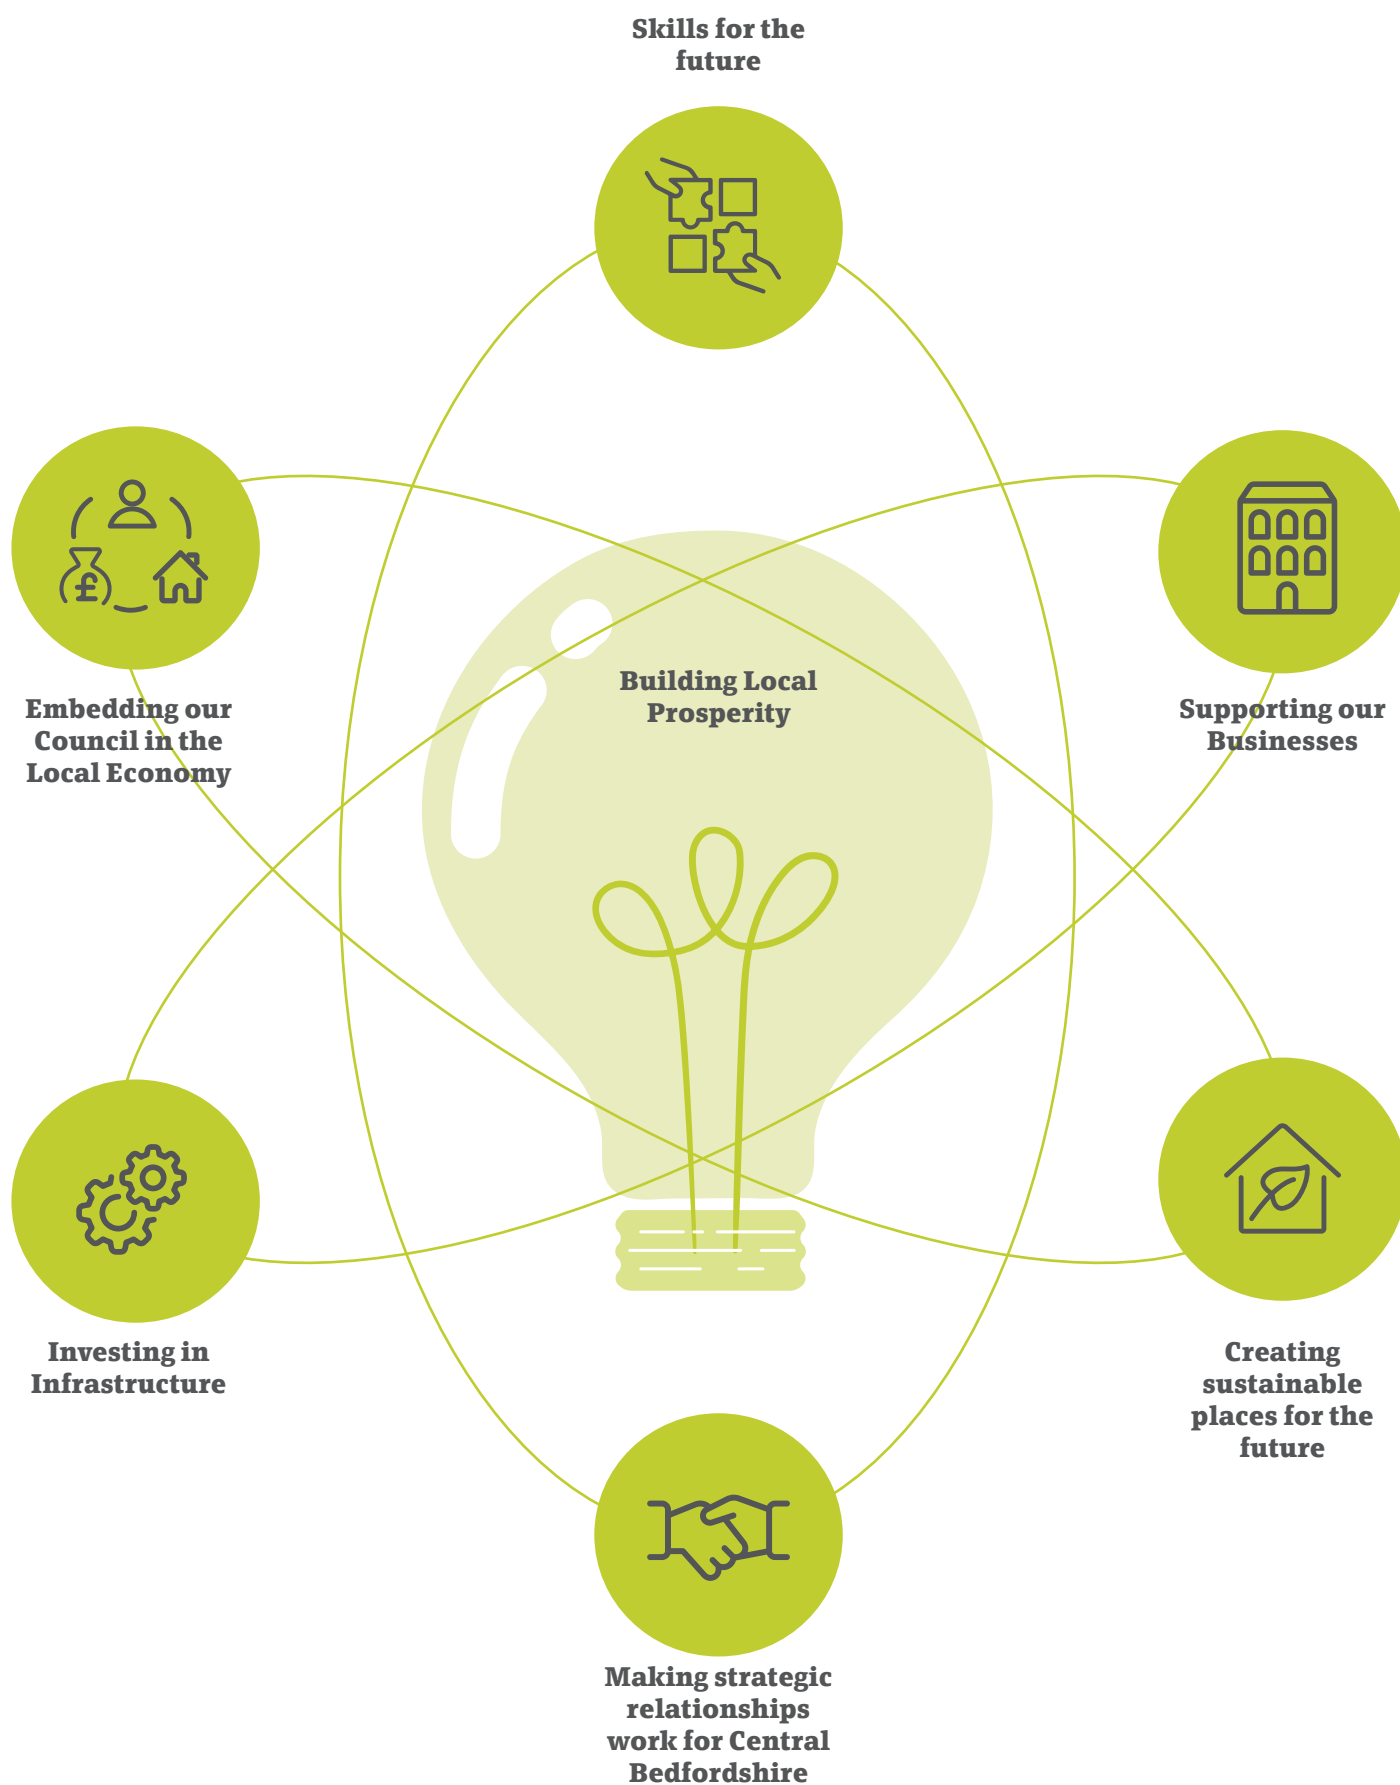 Skills for the
future
Building Local
Prosperity
Embedding our
Council in the
Local Economy
£
Supporting our
Businesses
Investing in
Infrastructure
Creating
sustainable
places for the
future
Making strategic
relationships
work for Central
Bedfordshire